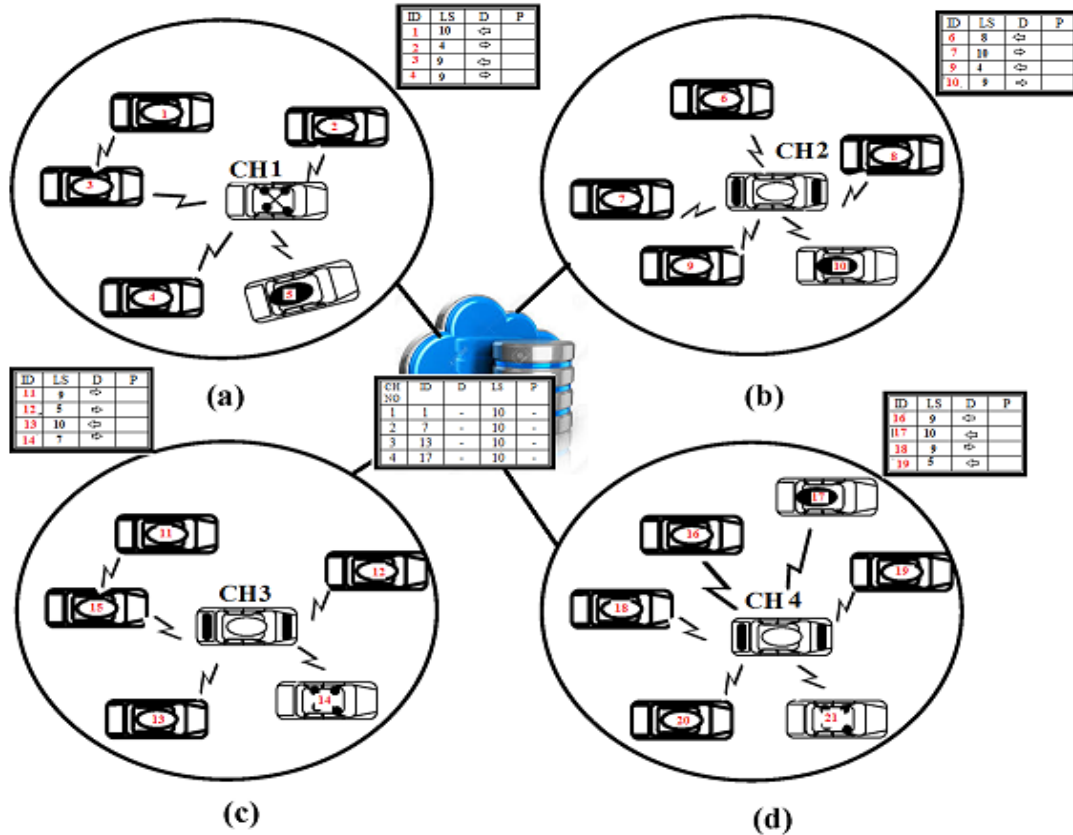 ID LS D P
1 10 ⇦
2 4 ⇨
3 9 ⇦
4 9 ⇨
ID LS D P
6 8 ⇦
7 10 ⇨
9 4 ⇦
10. 9 ⇨
1
2
3
CH1
4
5
(a)
6
CH2
8
7
9
10
(b)
CH NO ID D LS P
1 1 - 10 -
2 7 - 10 -
3 13 - 10 -
4 17 - 10 -
ID LS D P
11 9 ⇨
12. 5 ⇨
13 10 ⇦
14 7 ⇨
ID LS D P
16 9 ⇦
17 10 ⇦
18 9 ⇨
19 5 ⇦
11
12
15
CH3
14
13
(c)
17
16
19
18
CH4
20
21
(d)